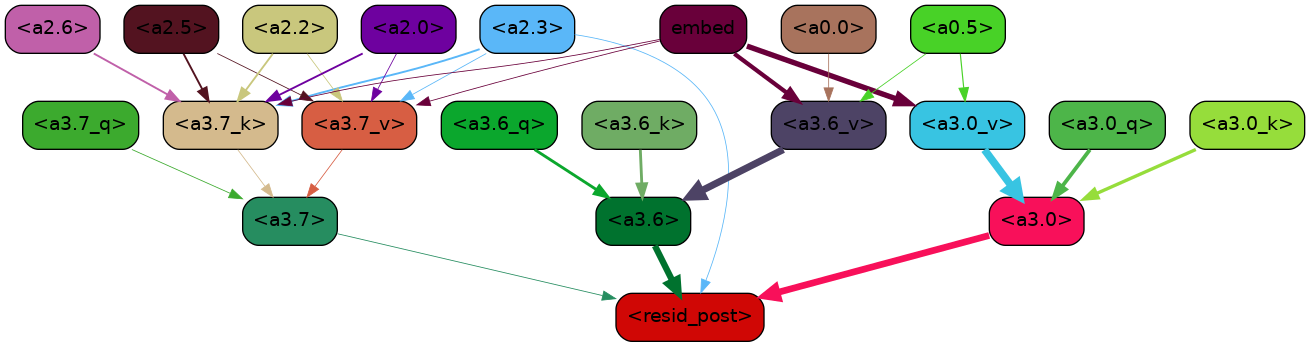 <a2.6> <a2.5> <a2.2> <a2.0> <a2.3> embed <a0.0> <a0.5>
<a3.7_q> <a3.7_k> <a3.7_v> <a3.6_q> <a3.6_k> <a3.6_v> <a3.0_v> <a3.0_q> <a3.0_k>
<a3.7> <a3.6> <a3.0>
<resid_post>